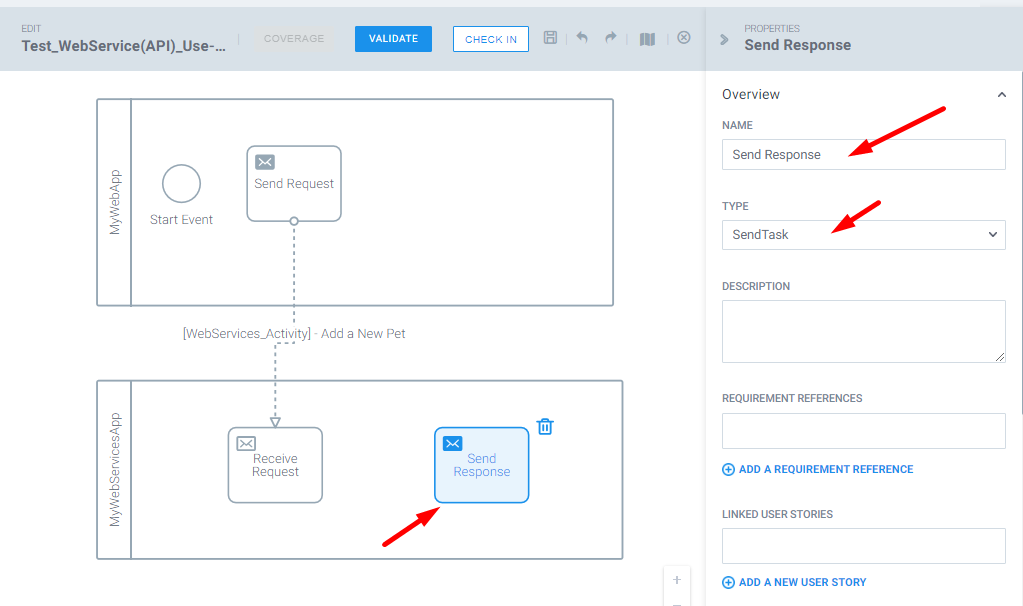 EDIT
Test_WebService(API)_Use-...
COVERAGE
VALIDATE
CHECK IN
PROPERTIES
Send Response
MyWebApp
Start Event
Send Request
[WebServices_Activity] - Add a New Pet
MyWebServicesApp
Receive
Request
Send
Response
Overview
NAME
Send Response
TYPE
SendTask
DESCRIPTION
REQUIREMENT REFERENCES
ADD A REQUIREMENT REFERENCE
LINKED USER STORIES
ADD A NEW USER STORY